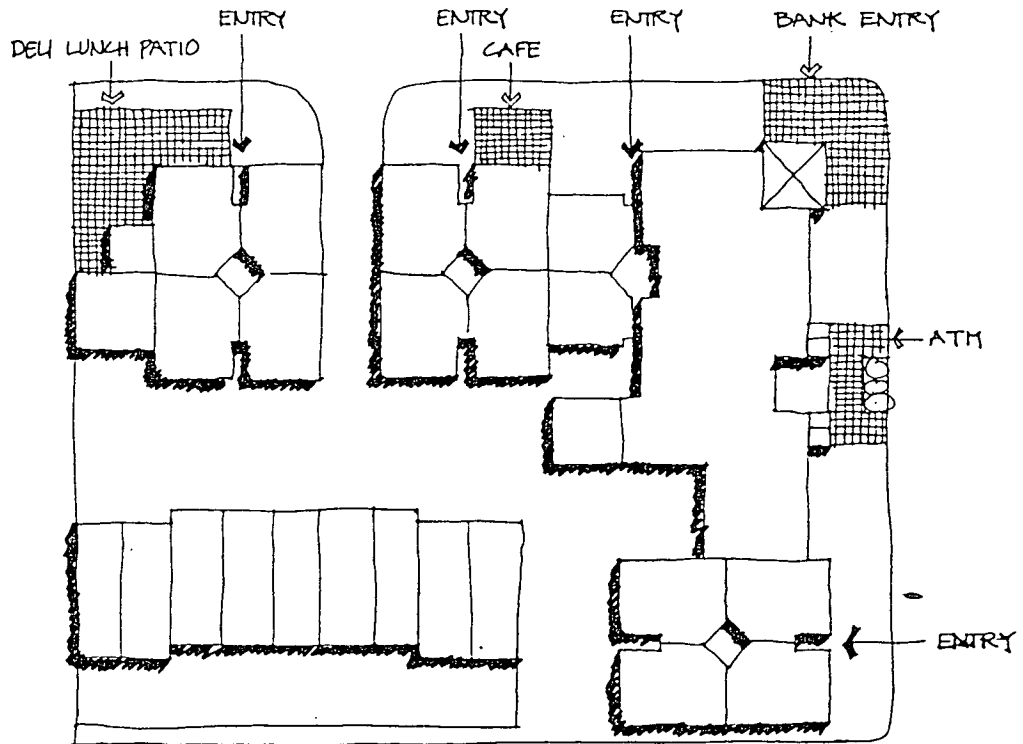 ENTRY
ENTRY
ENTRY
BANK ENTRY
DELI LUNCH PATIO
CAFE
ATM
ENTRY